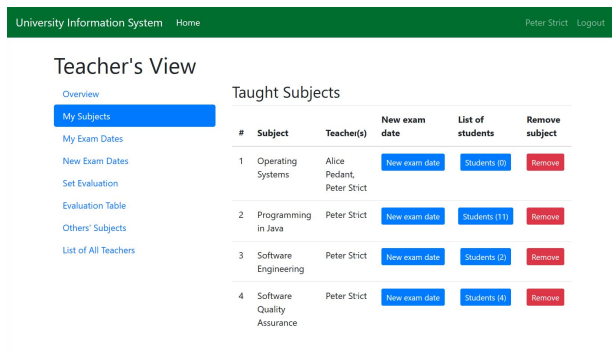 University Information System Home Peter Strict Logout
Teacher's View
Overview
My Subjects
My Exam Dates
New Exam Dates
Set Evaluation
Evaluation Table
Others' Subjects
List of All Teachers
Taught Subjects
# Subject Teacher(s) New exam date List of students Remove subject
1 Operating Systems Alice Pedant, Peter Strict New exam date Students (0) Remove
2 Programming in Java Peter Strict New exam date Students (11) Remove
3 Software Engineering Peter Strict New exam date Students (2) Remove
4 Software Quality Assurance Peter Strict New exam date Students (4) Remove